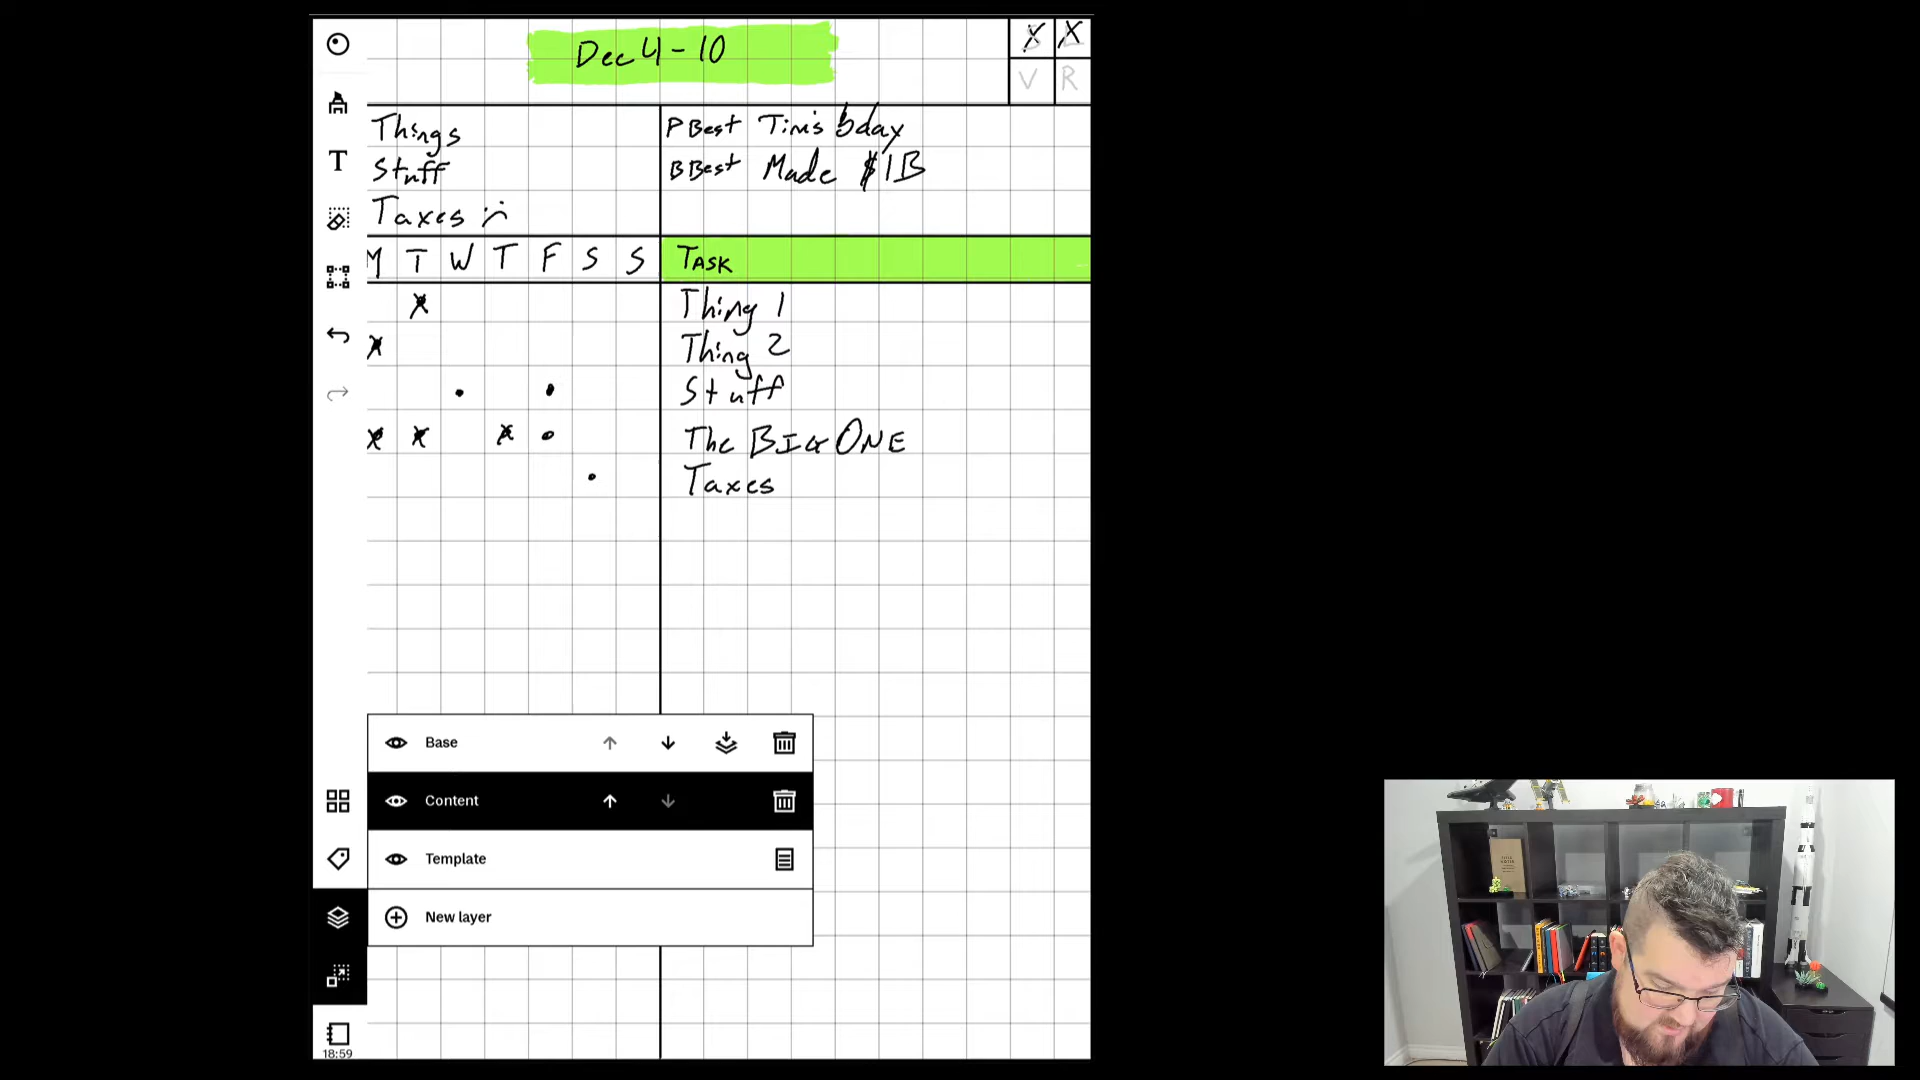 Dec 4 - 10
X X
V R
Things
Stuff
Taxes :(
PBest Tim's bday
BBest Made $1B
M T W T F S S TASK
X Thing 1
X Thing 2
• • Stuff
X X X • The BIG ONE
• Taxes
T
Base
Content
Template
New layer
18:59